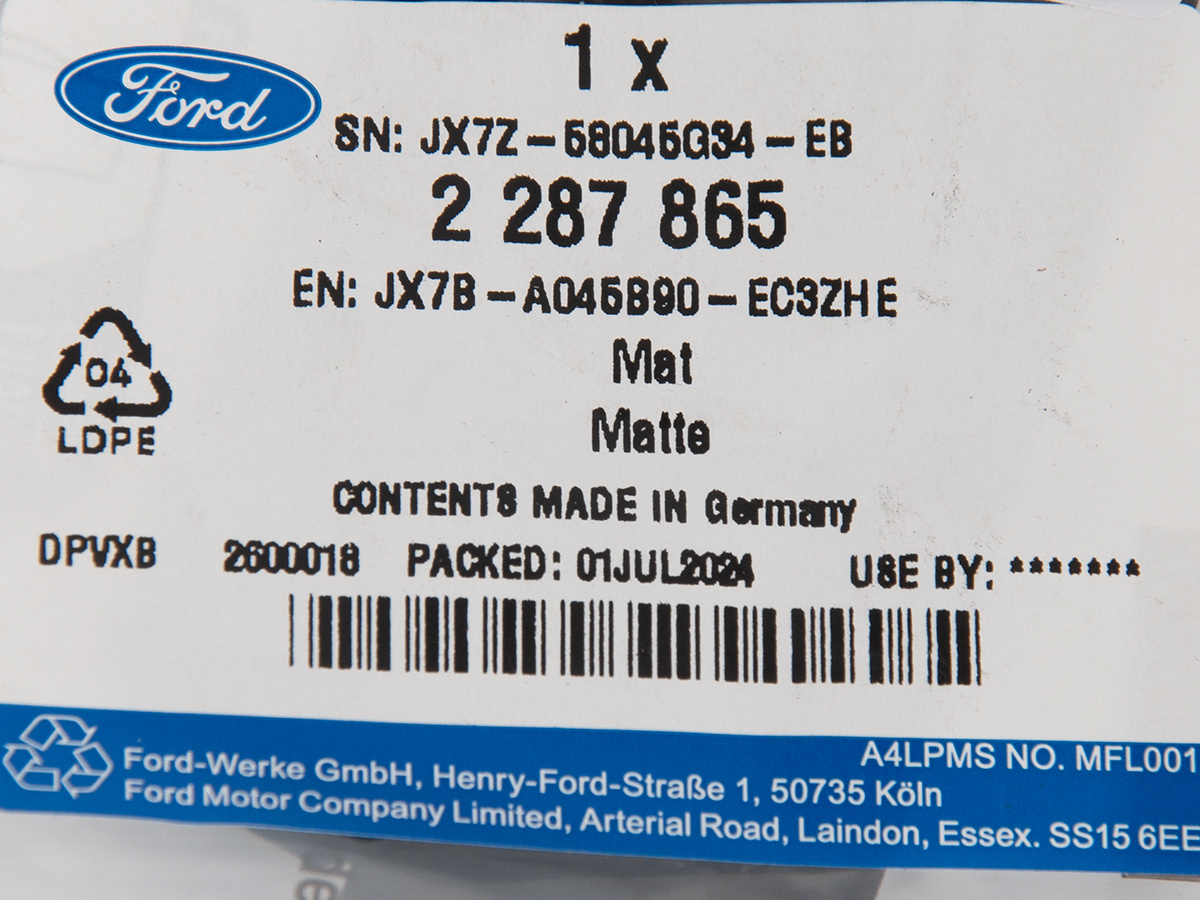 Ford
1 x
SN: JX7Z-58045G34-EB
2 287 865
EN: JX7B-A045B90-EC3ZHE
Mat
Matte
04
LDPE
CONTENTS MADE IN Germany
DPVXB 2600018 PACKED: 01JUL2024 USE BY: *******
A4LPMS NO. MFL001
Ford-Werke GmbH, Henry-Ford-Straße 1, 50735 Köln
Ford Motor Company Limited, Arterial Road, Laindon, Essex. SS15 6EE